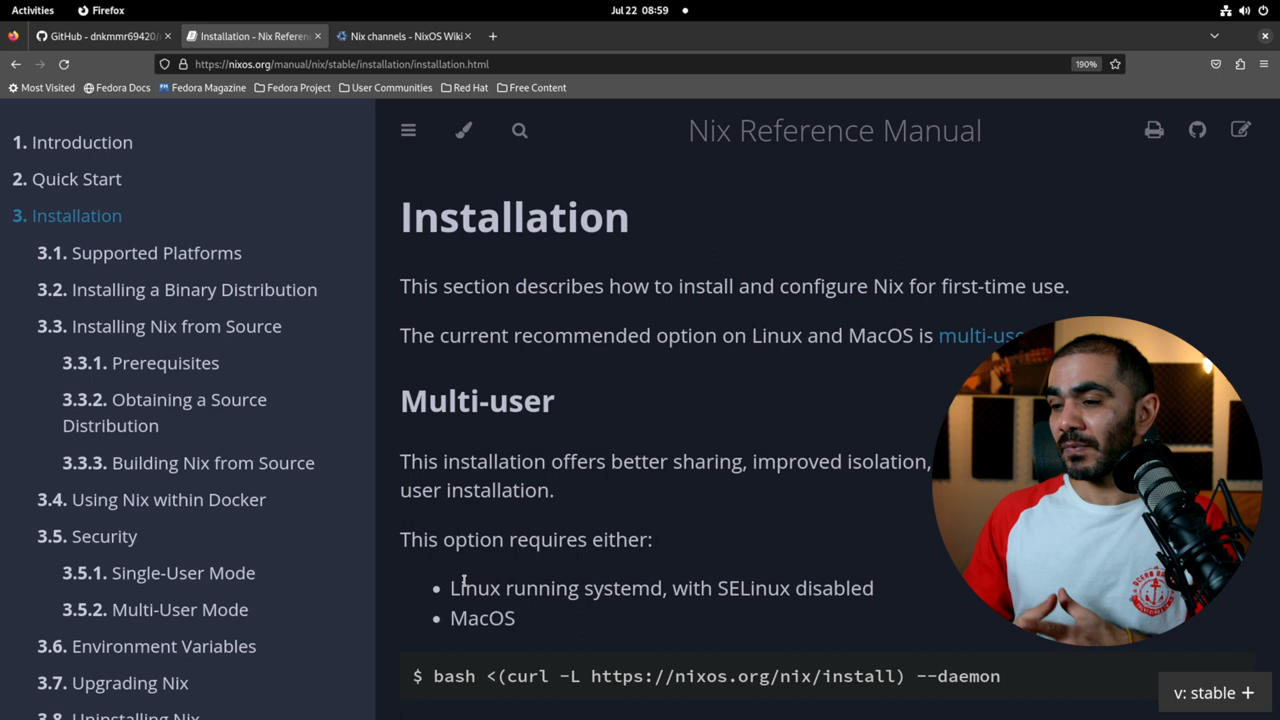 Activities
Firefox
Jul 22 08:59
GitHub - dnkmmr69420/
Installation - Nix Referen
Nix channels - NixOS Wiki
https://nixos.org/manual/nix/stable/installation/installation.html
190%
Most Visited
Fedora Docs
Fedora Magazine
Fedora Project
User Communities
Red Hat
Free Content
1. Introduction
2. Quick Start
3. Installation
3.1. Supported Platforms
3.2. Installing a Binary Distribution
3.3. Installing Nix from Source
3.3.1. Prerequisites
3.3.2. Obtaining a Source
Distribution
3.3.3. Building Nix from Source
3.4. Using Nix within Docker
3.5. Security
3.5.1. Single-User Mode
3.5.2. Multi-User Mode
3.6. Environment Variables
3.7. Upgrading Nix
3.8. Uninstalling Nix
Nix Reference Manual
Installation
This section describes how to install and configure Nix for first-time use.
The current recommended option on Linux and MacOS is multi-use
Multi-user
This installation offers better sharing, improved isolation,
user installation.
This option requires either:
• Linux running systemd, with SELinux disabled
• MacOS
$ bash <(curl -L https://nixos.org/nix/install) --daemon
v: stable +